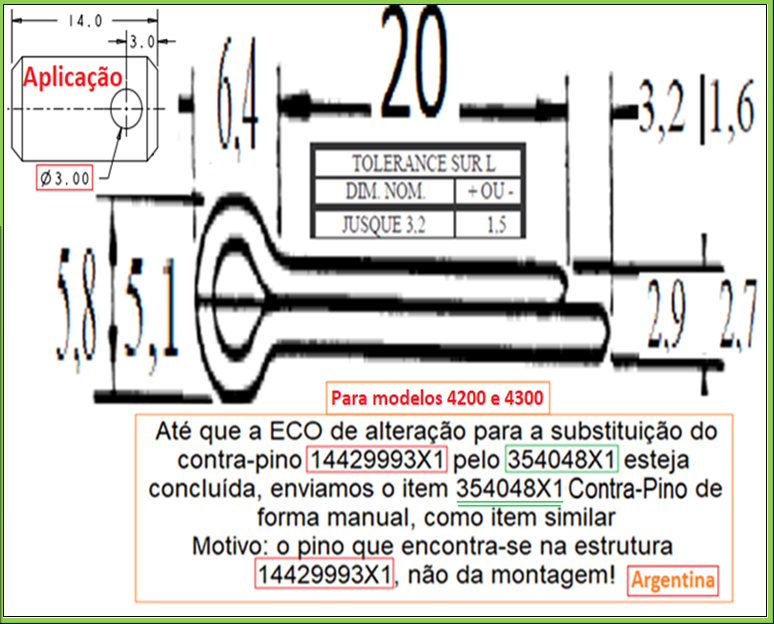 14.0
3.0
Aplicação
Ø3.00
6,4
20
3,2 | 1,6
TOLERANCE SUR L
DIM. NOM. + OU -
JUSQUE 3.2 1.5
5,8 5,1
2,9 2,7
Para modelos 4200 e 4300
Até que a ECO de alteração para a substituição do
contra-pino 14429993X1 pelo 354048X1 esteja
concluída, enviamos o item 354048X1 Contra-Pino de
forma manual, como item similar
Motivo: o pino que encontra-se na estrutura
14429993X1, não da montagem! Argentina